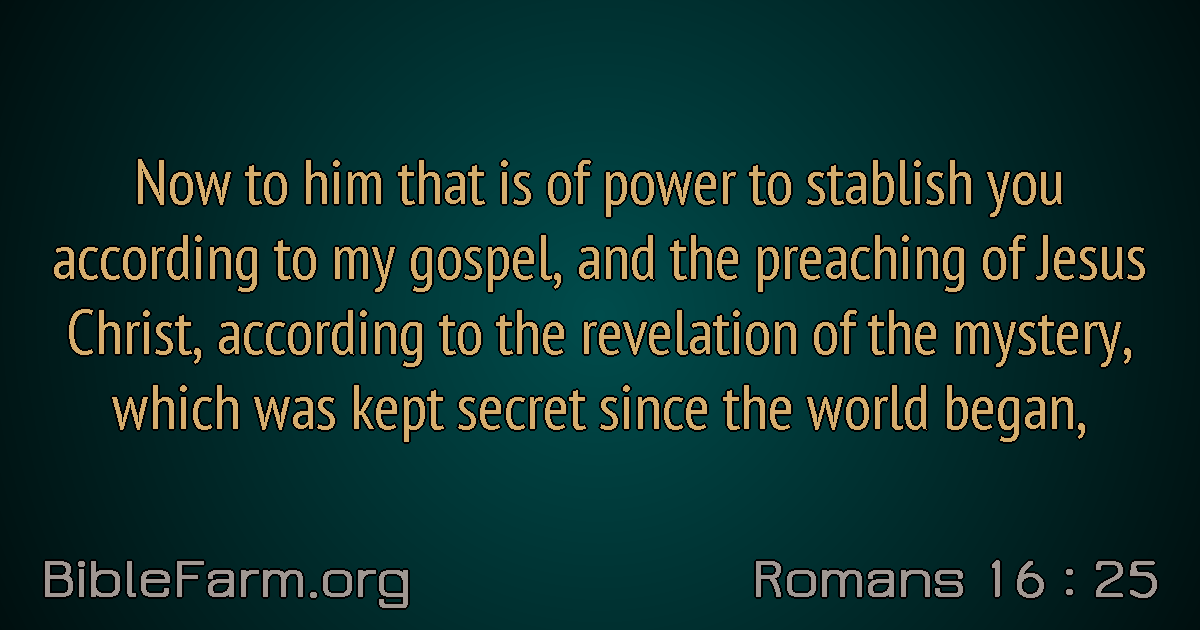 Now to him that is of power to stablish you
according to my gospel, and the preaching of Jesus
Christ, according to the revelation of the mystery,
which was kept secret since the world began,
BibleFarm.org
Romans 16 : 25